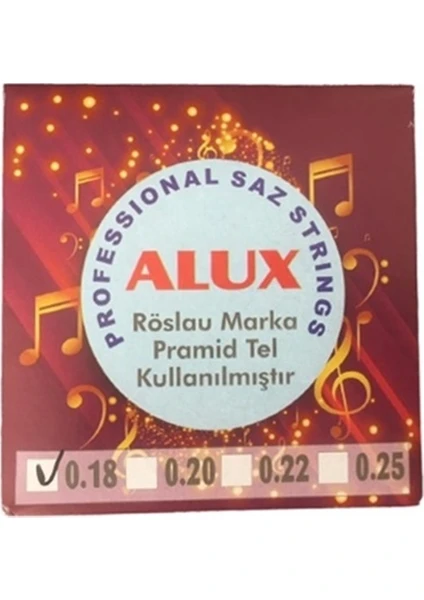 PROFESSIONAL SAZ STRINGS
ALUX
Röslau Marka
Pramid Tel
Kullanılmıştır
0.18 0.20 0.22 0.25